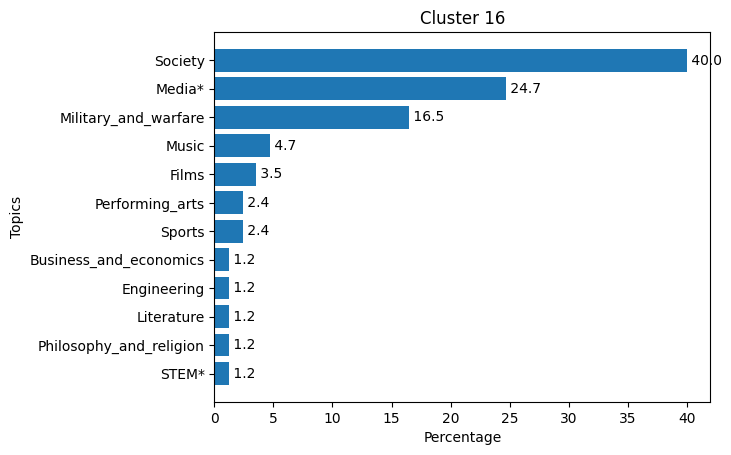 Cluster 16
Topics
Society 40.0
Media* 24.7
Military_and_warfare 16.5
Music 4.7
Films 3.5
Performing_arts 2.4
Sports 2.4
Business_and_economics 1.2
Engineering 1.2
Literature 1.2
Philosophy_and_religion 1.2
STEM* 1.2
0 5 10 15 20 25 30 35 40
Percentage